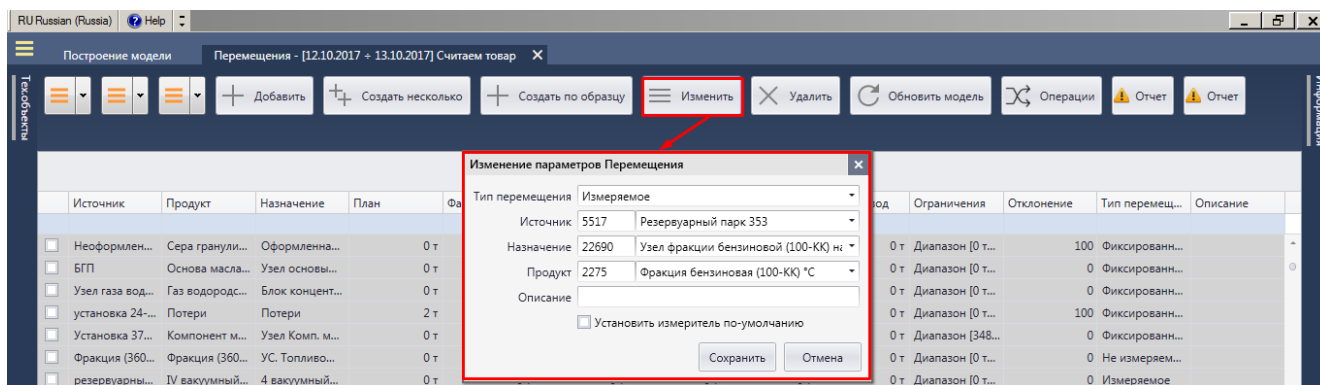 RU Russian (Russia) Help
Построение модели Перемещения - [12.10.2017 ÷ 13.10.2017] Считаем товар X
Тех.объекты Добавить Создать несколько Создать по образцу Изменить Удалить Обновить модель Операции Отчет Отчет Информация
Изменение параметров Перемещения
Тип перемещения Измеряемое
Источник 5517 Резервуарный парк 353
Назначение 22690 Узел фракции бензиновой (100-КК) на
Продукт 2275 Фракция бензиновая (100-КК) °С
Описание
Установить измеритель по-умолчанию
Сохранить Отмена
Источник Продукт Назначение План Фа од Ограничения Отклонение Тип перемещ... Описание
Неоформлен... Сера гранули... Оформленна... 0 т 0 т Диапазон [0 т... 100 Фиксированн...
БГП Основа масла... Узел основы... 0 т 0 т Диапазон [0 т... 0 Фиксированн...
Узел газа вод... Газ водородс... Блок концент... 0 т 0 т Диапазон [0 т... 0 Фиксированн...
установка 24-... Потери Потери 2 т 0 т Диапазон [0 т... 100 Фиксированн...
Установка 37... Компонент м... Узел Комп. м... 0 т 0 т Диапазон [348... 0 Фиксированн...
Фракция (360... Фракция (360... УС. Топливо... 0 т 0 т Диапазон [0 т... 0 Не измеряем...
резервуарны... IV вакуумный... 4 вакуумный... 0 т 0 т Диапазон [0 т... 0 Измеряемое